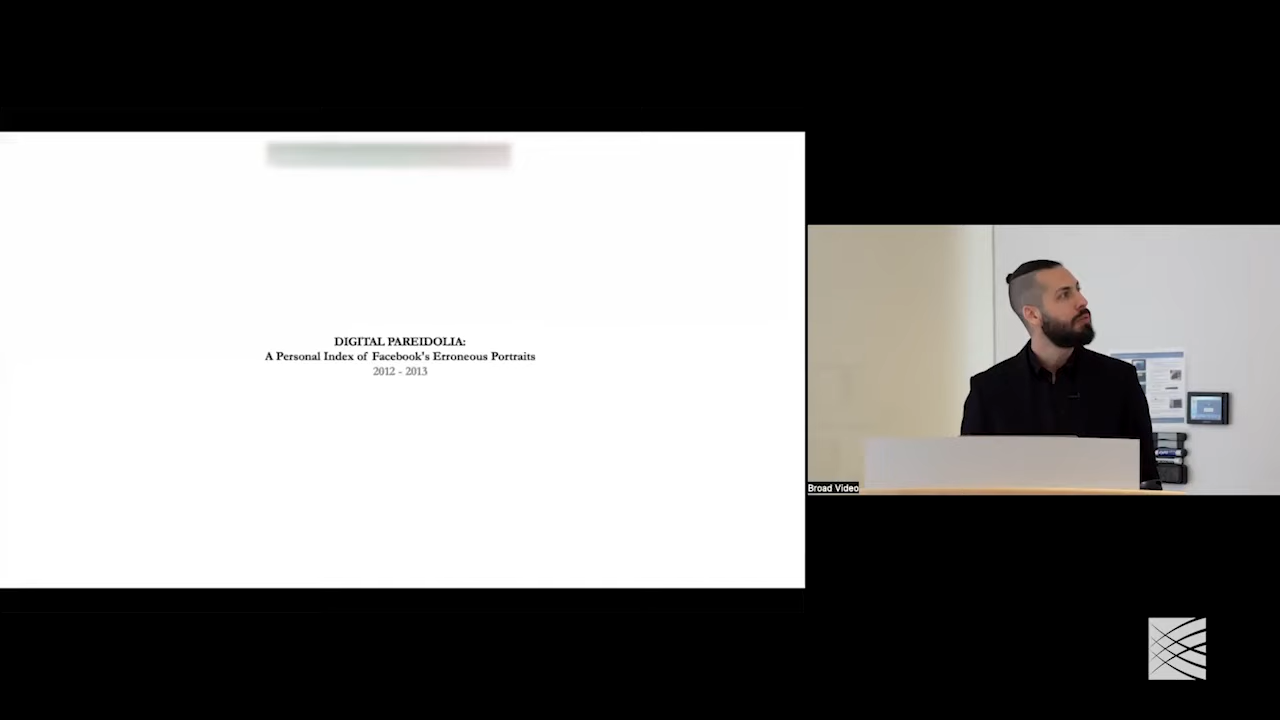 DIGITAL PAREIDOLIA:
A Personal Index of Facebook's Erroneous Portraits
2012 - 2013
Broad Video